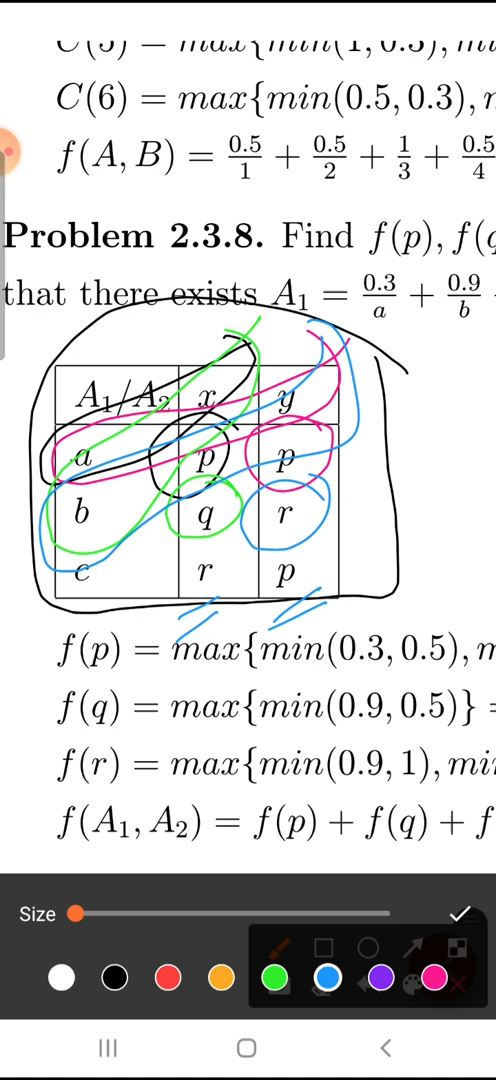 C(6) = max{min(0.5, 0.3),
f(A, B) = 0.5/1 + 0.5/2 + 1/3 + 0.5/4
Problem 2.3.8. Find f(p),
that there exists A₁ = 0.3/a + 0.9/b
A₁/A₂ x y
a p p
b q r
c r p
f(p) = max{min(0.3, 0.5),
f(q) = max{min(0.9, 0.5)} =
f(r) = max{min(0.9, 1),
f(A₁, A₂) = f(p) + f(q) + f
Size